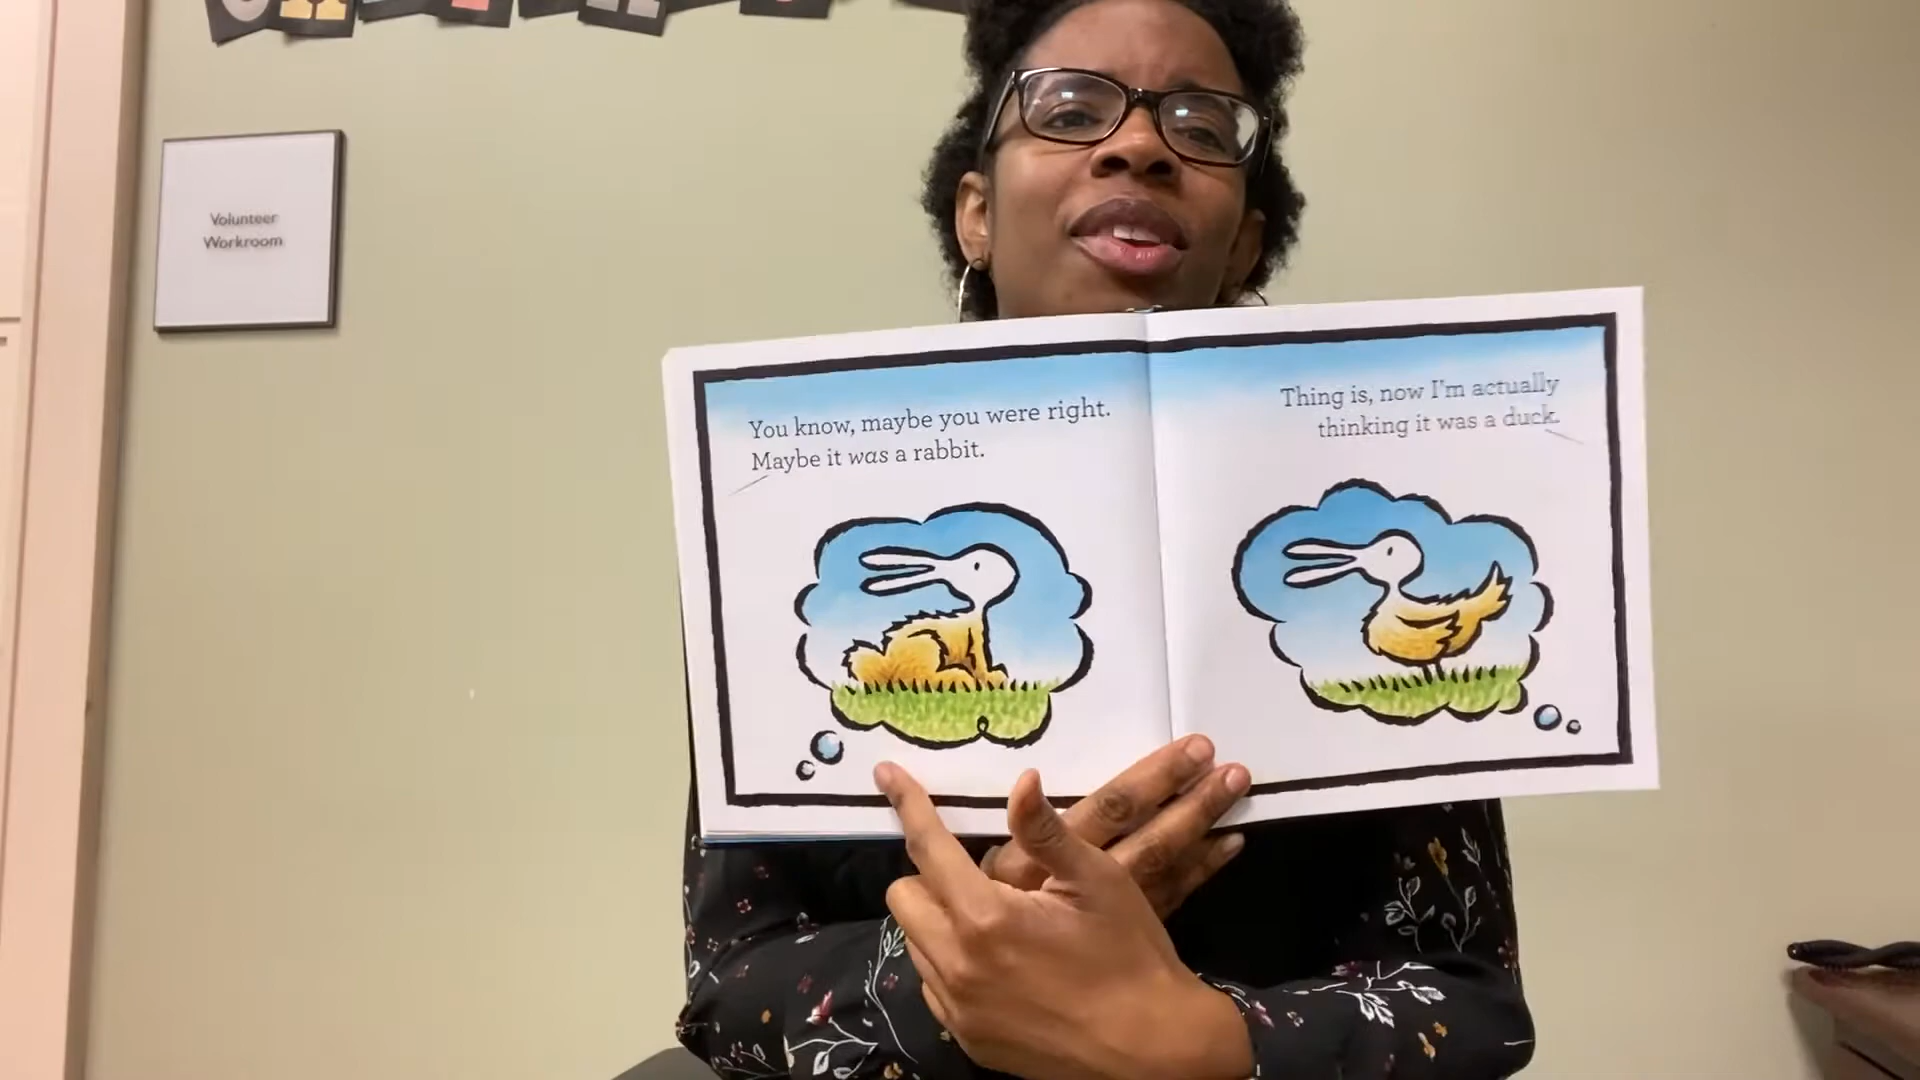 Volunteer
Workroom
You know, maybe you were right.
Maybe it was a rabbit.
Thing is, now I'm actually
thinking it was a duck.